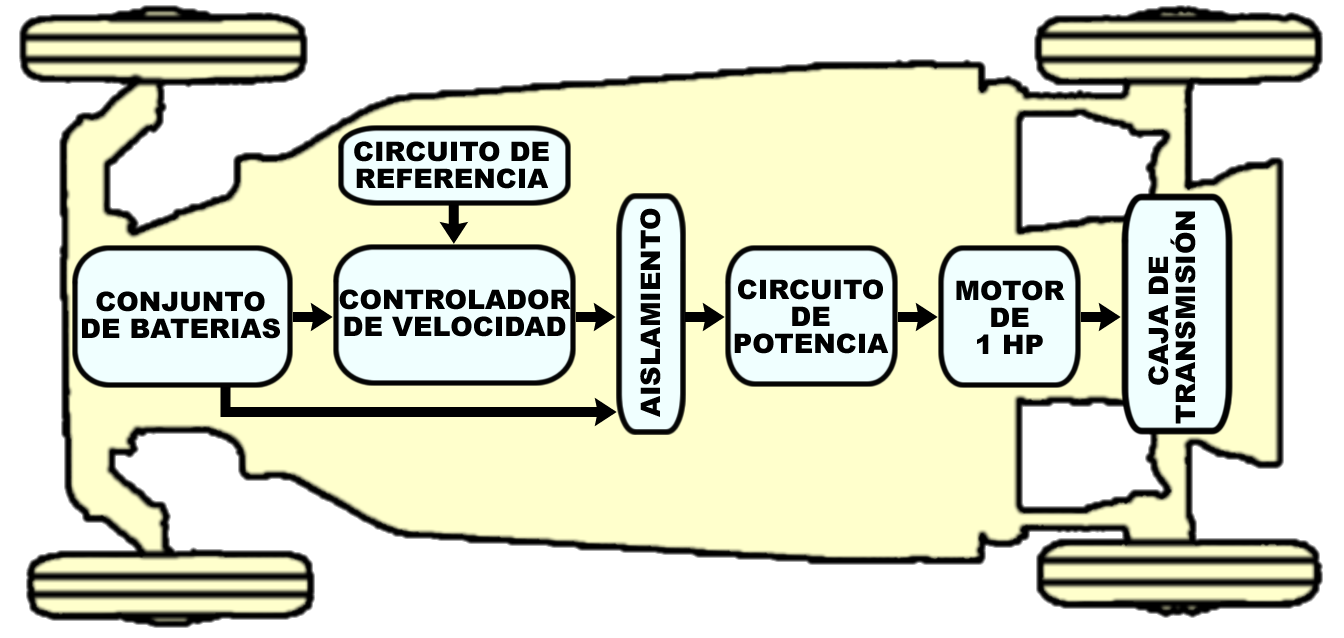 CIRCUITO DE
REFERENCIA
CONJUNTO
DE BATERIAS
CONTROLADOR
DE VELOCIDAD
AISLAMIENTO
CIRCUITO
DE
POTENCIA
MOTOR
DE
1 HP
CAJA DE
TRANSMISIÓN